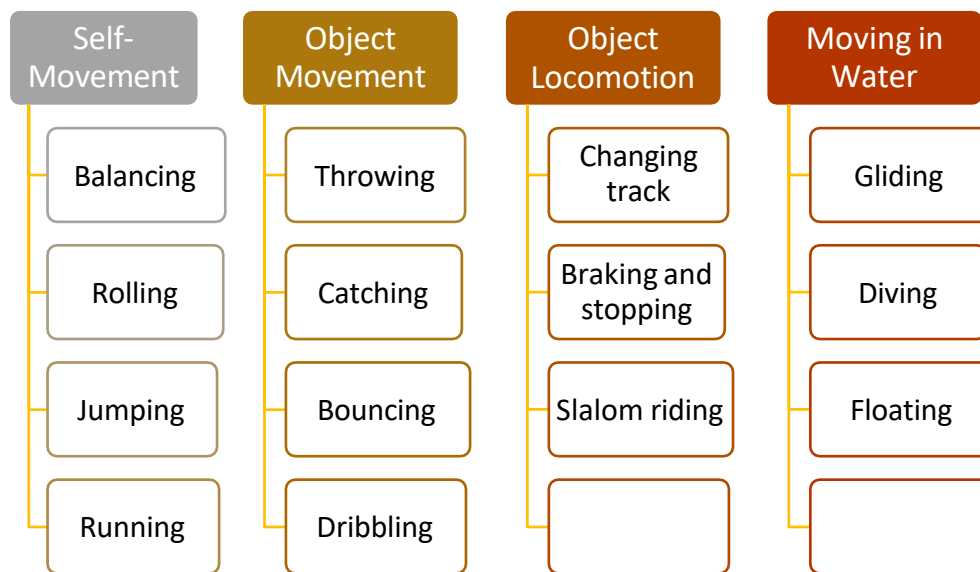 Self-
Movement
Balancing
Rolling
Jumping
Running
Object
Movement
Throwing
Catching
Bouncing
Dribbling
Object
Locomotion
Changing
track
Braking and
stopping
Slalom riding
Moving in
Water
Gliding
Diving
Floating